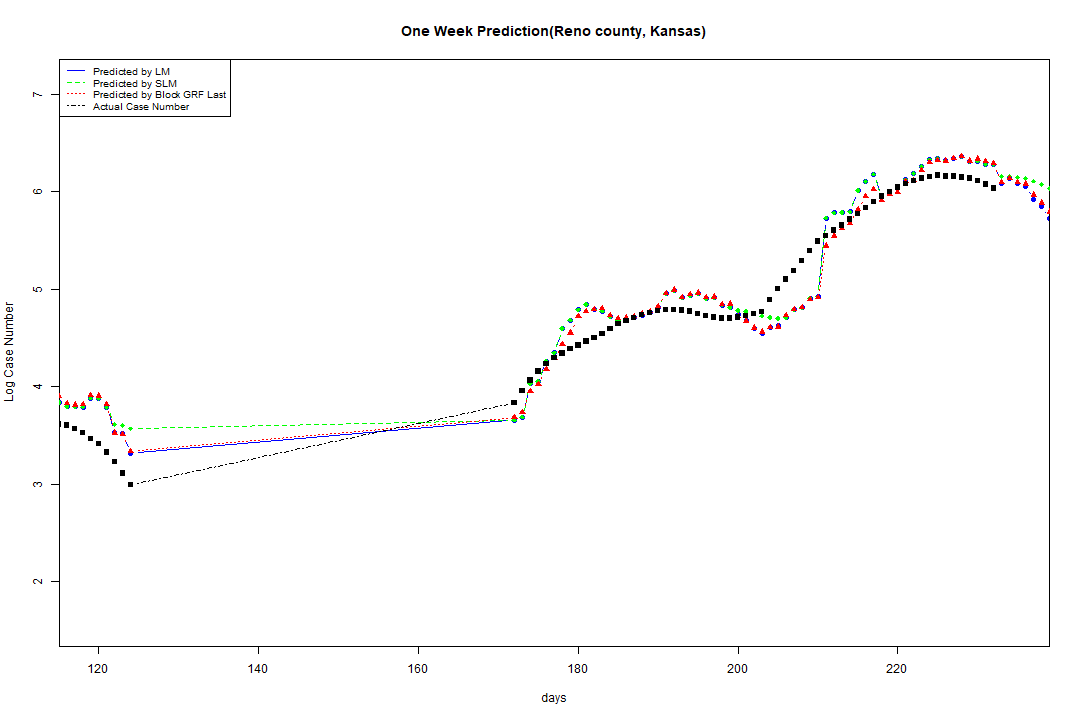 One Week Prediction(Reno county, Kansas)
Predicted by LM
Predicted by SLM
Predicted by Block GRF Last
Actual Case Number
7
6
5
4
3
2
Log Case Number
120 140 160 180 200 220
days